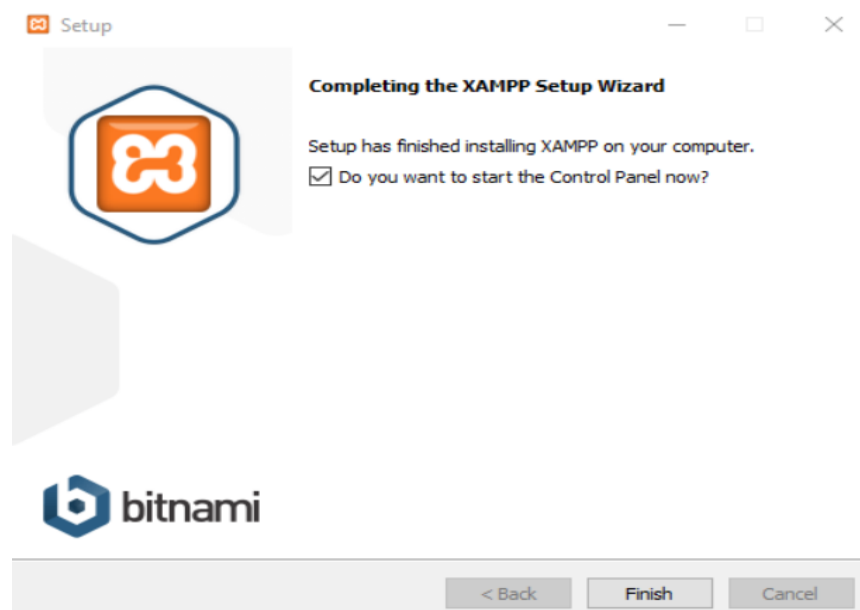 Setup
Completing the XAMPP Setup Wizard
Setup has finished installing XAMPP on your computer.
Do you want to start the Control Panel now?
bitnami
< Back
Finish
Cancel